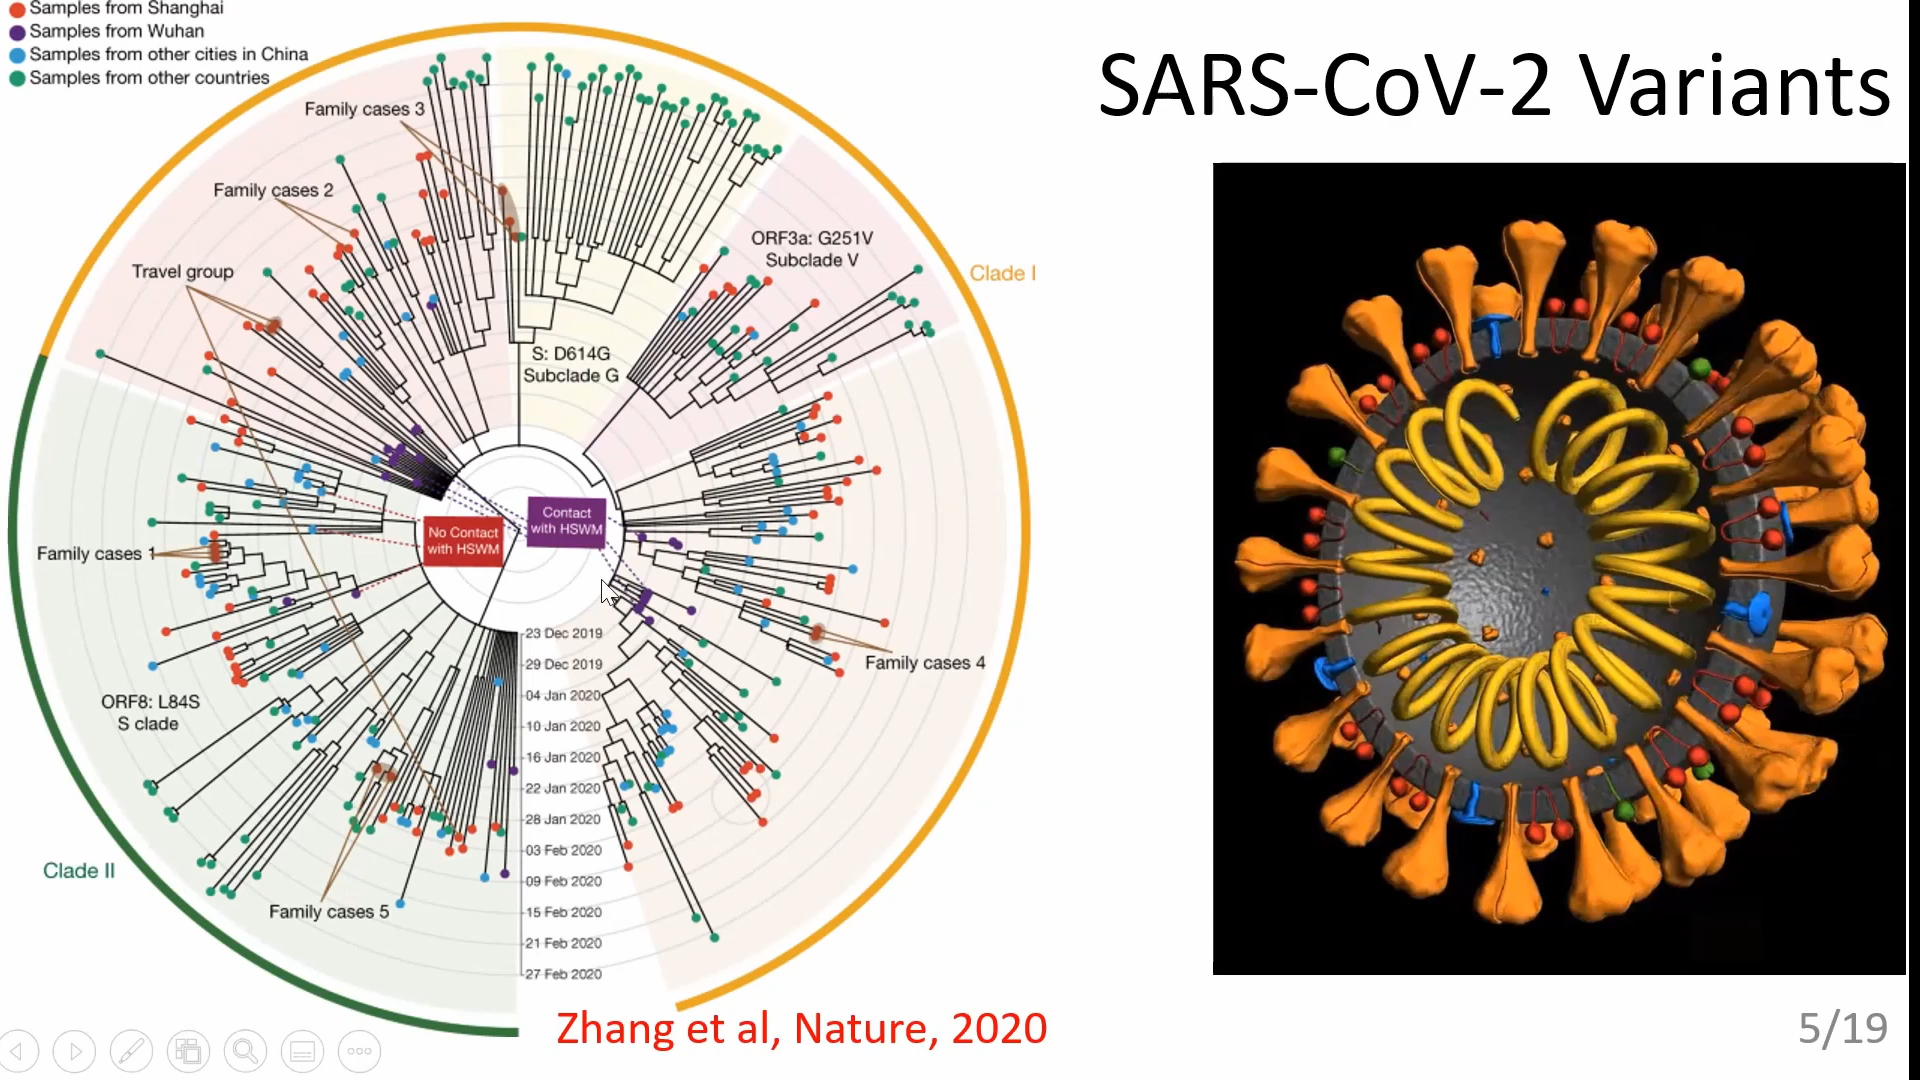 Samples from Shanghai
Samples from Wuhan
Samples from other cities in China
Samples from other countries
SARS-CoV-2 Variants
Family cases 3
Family cases 2
Travel group
ORF3a: G251V
Subclade V
Clade I
S: D614G
Subclade G
Contact
with HSWM
No Contact
with HSWM
Family cases 1
Family cases 4
ORF8: L84S
S clade
23 Dec 2019
29 Dec 2019
04 Jan 2020
10 Jan 2020
16 Jan 2020
22 Jan 2020
28 Jan 2020
03 Feb 2020
09 Feb 2020
15 Feb 2020
21 Feb 2020
27 Feb 2020
Clade II
Family cases 5
Zhang et al, Nature, 2020
5/19